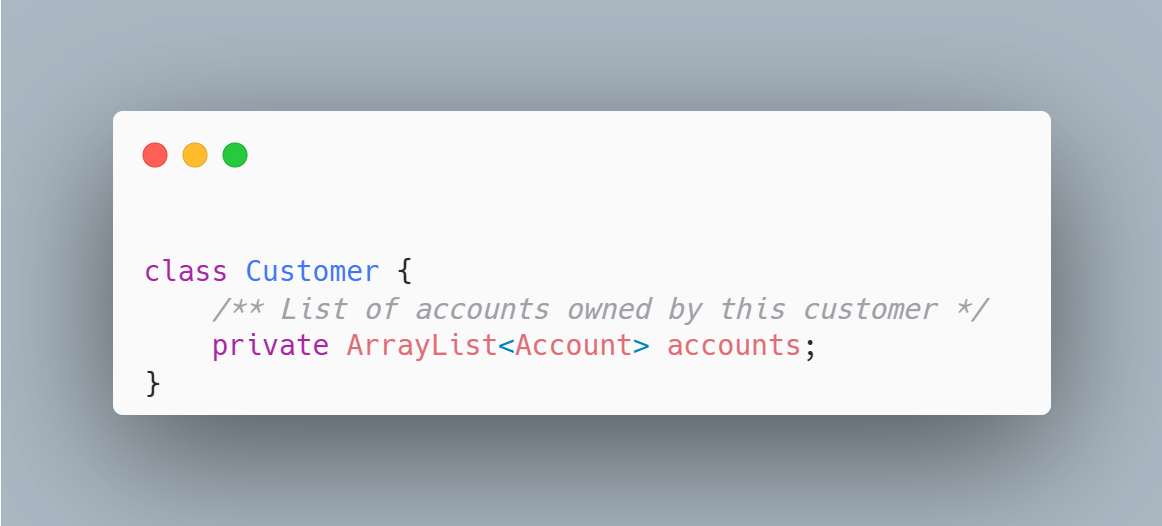 class Customer {
    /** List of accounts owned by this customer */
    private ArrayList<Account> accounts;
}